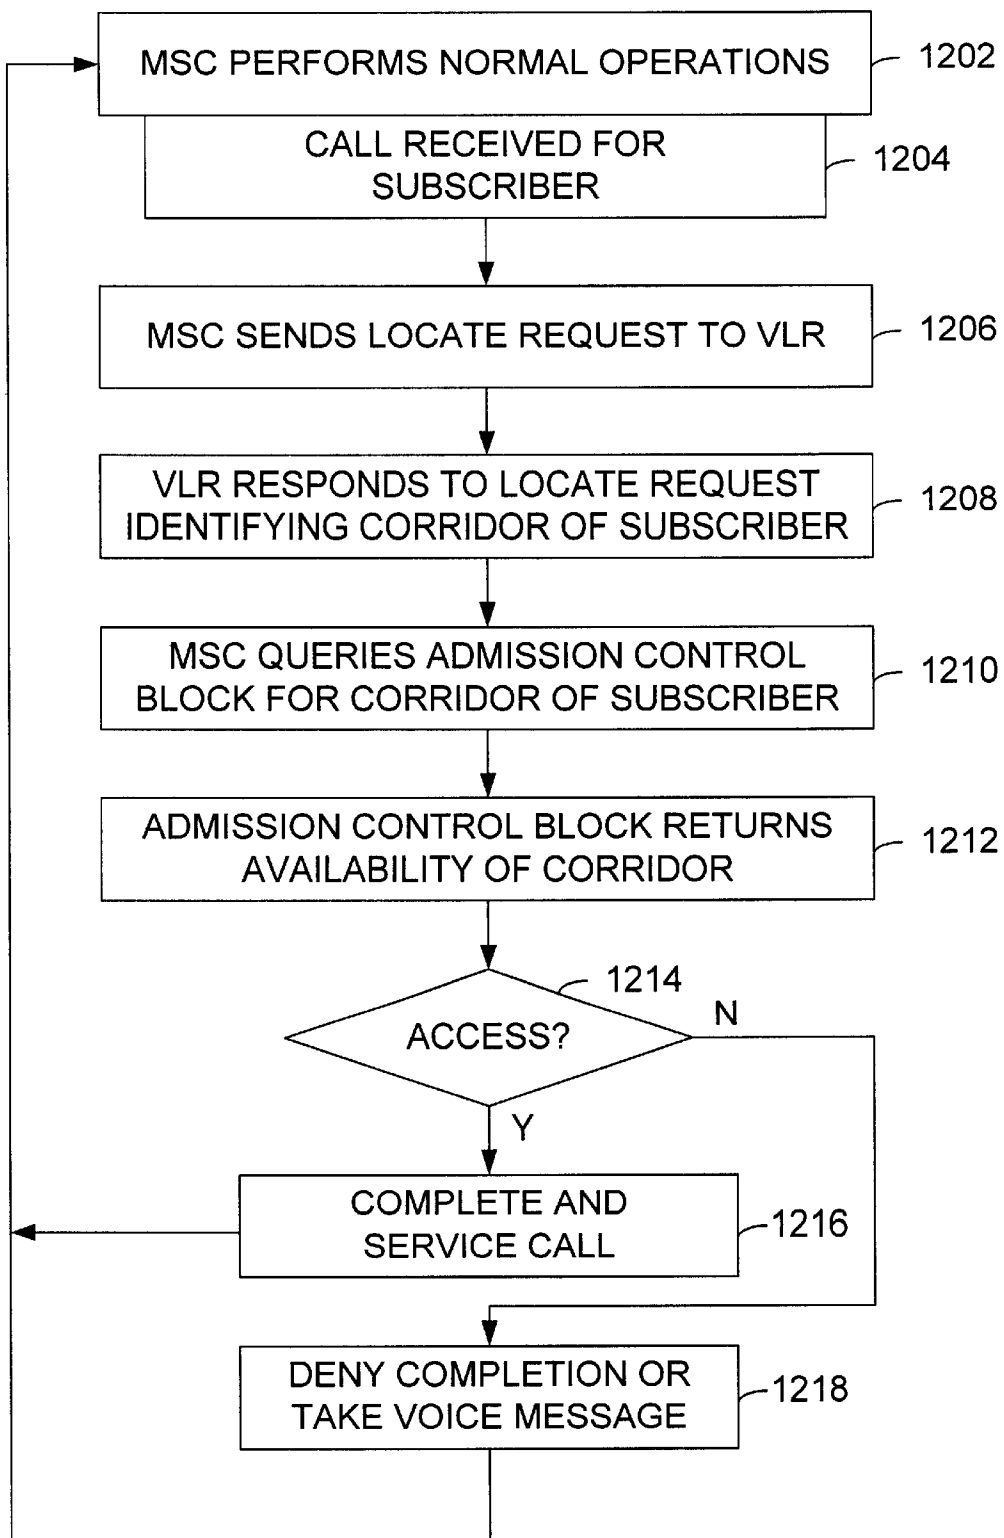 MSC PERFORMS NORMAL OPERATIONS
1202
CALL RECEIVED FOR
SUBSCRIBER
1204
MSC SENDS LOCATE REQUEST TO VLR
1206
VLR RESPONDS TO LOCATE REQUEST
IDENTIFYING CORRIDOR OF SUBSCRIBER
1208
MSC QUERIES ADMISSION CONTROL
BLOCK FOR CORRIDOR OF SUBSCRIBER
1210
ADMISSION CONTROL BLOCK RETURNS
AVAILABILITY OF CORRIDOR
1212
1214
ACCESS?
N
Y
COMPLETE AND
SERVICE CALL
1216
DENY COMPLETION OR
TAKE VOICE MESSAGE
1218